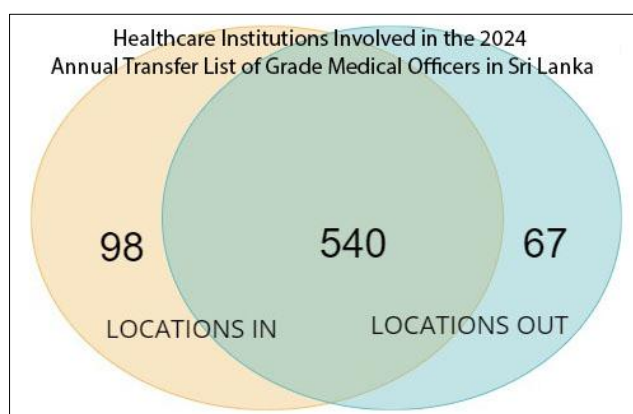 Healthcare Institutions Involved in the 2024
Annual Transfer List of Grade Medical Officers in Sri Lanka
98
540
67
LOCATIONS IN
LOCATIONS OUT